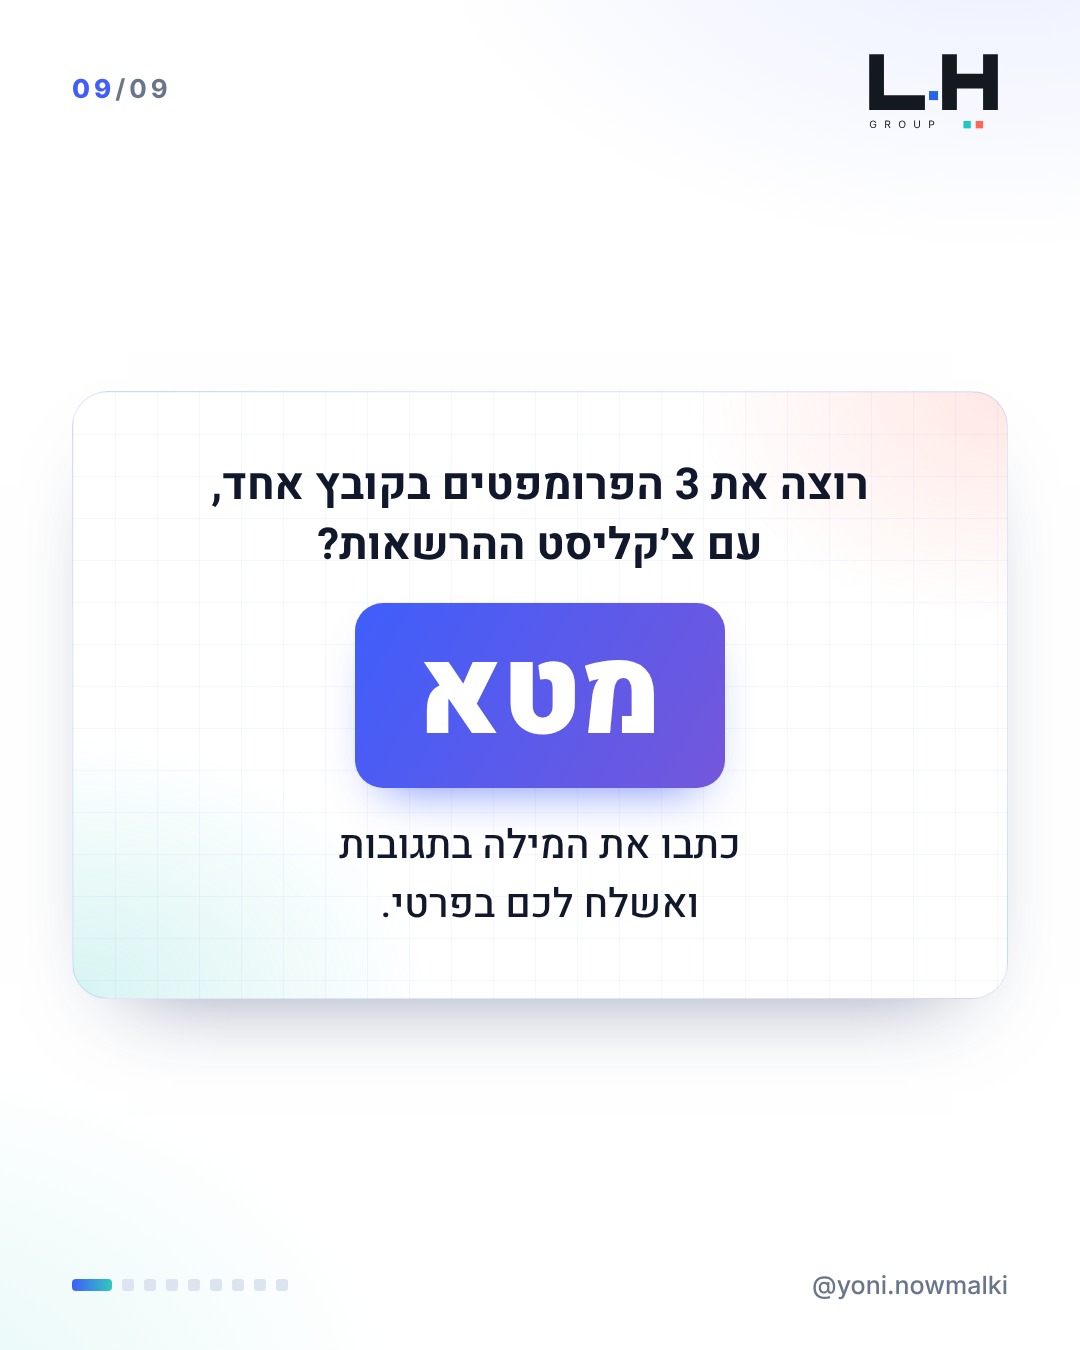 09/09
L.H
GROUP
רוצה את 3 הפרומפטים בקובץ אחד,
עם צ׳קליסט ההרשאות?
מטא
כתבו את המילה בתגובות
ואשלח לכם בפרטי.
@yoni.nowmalki